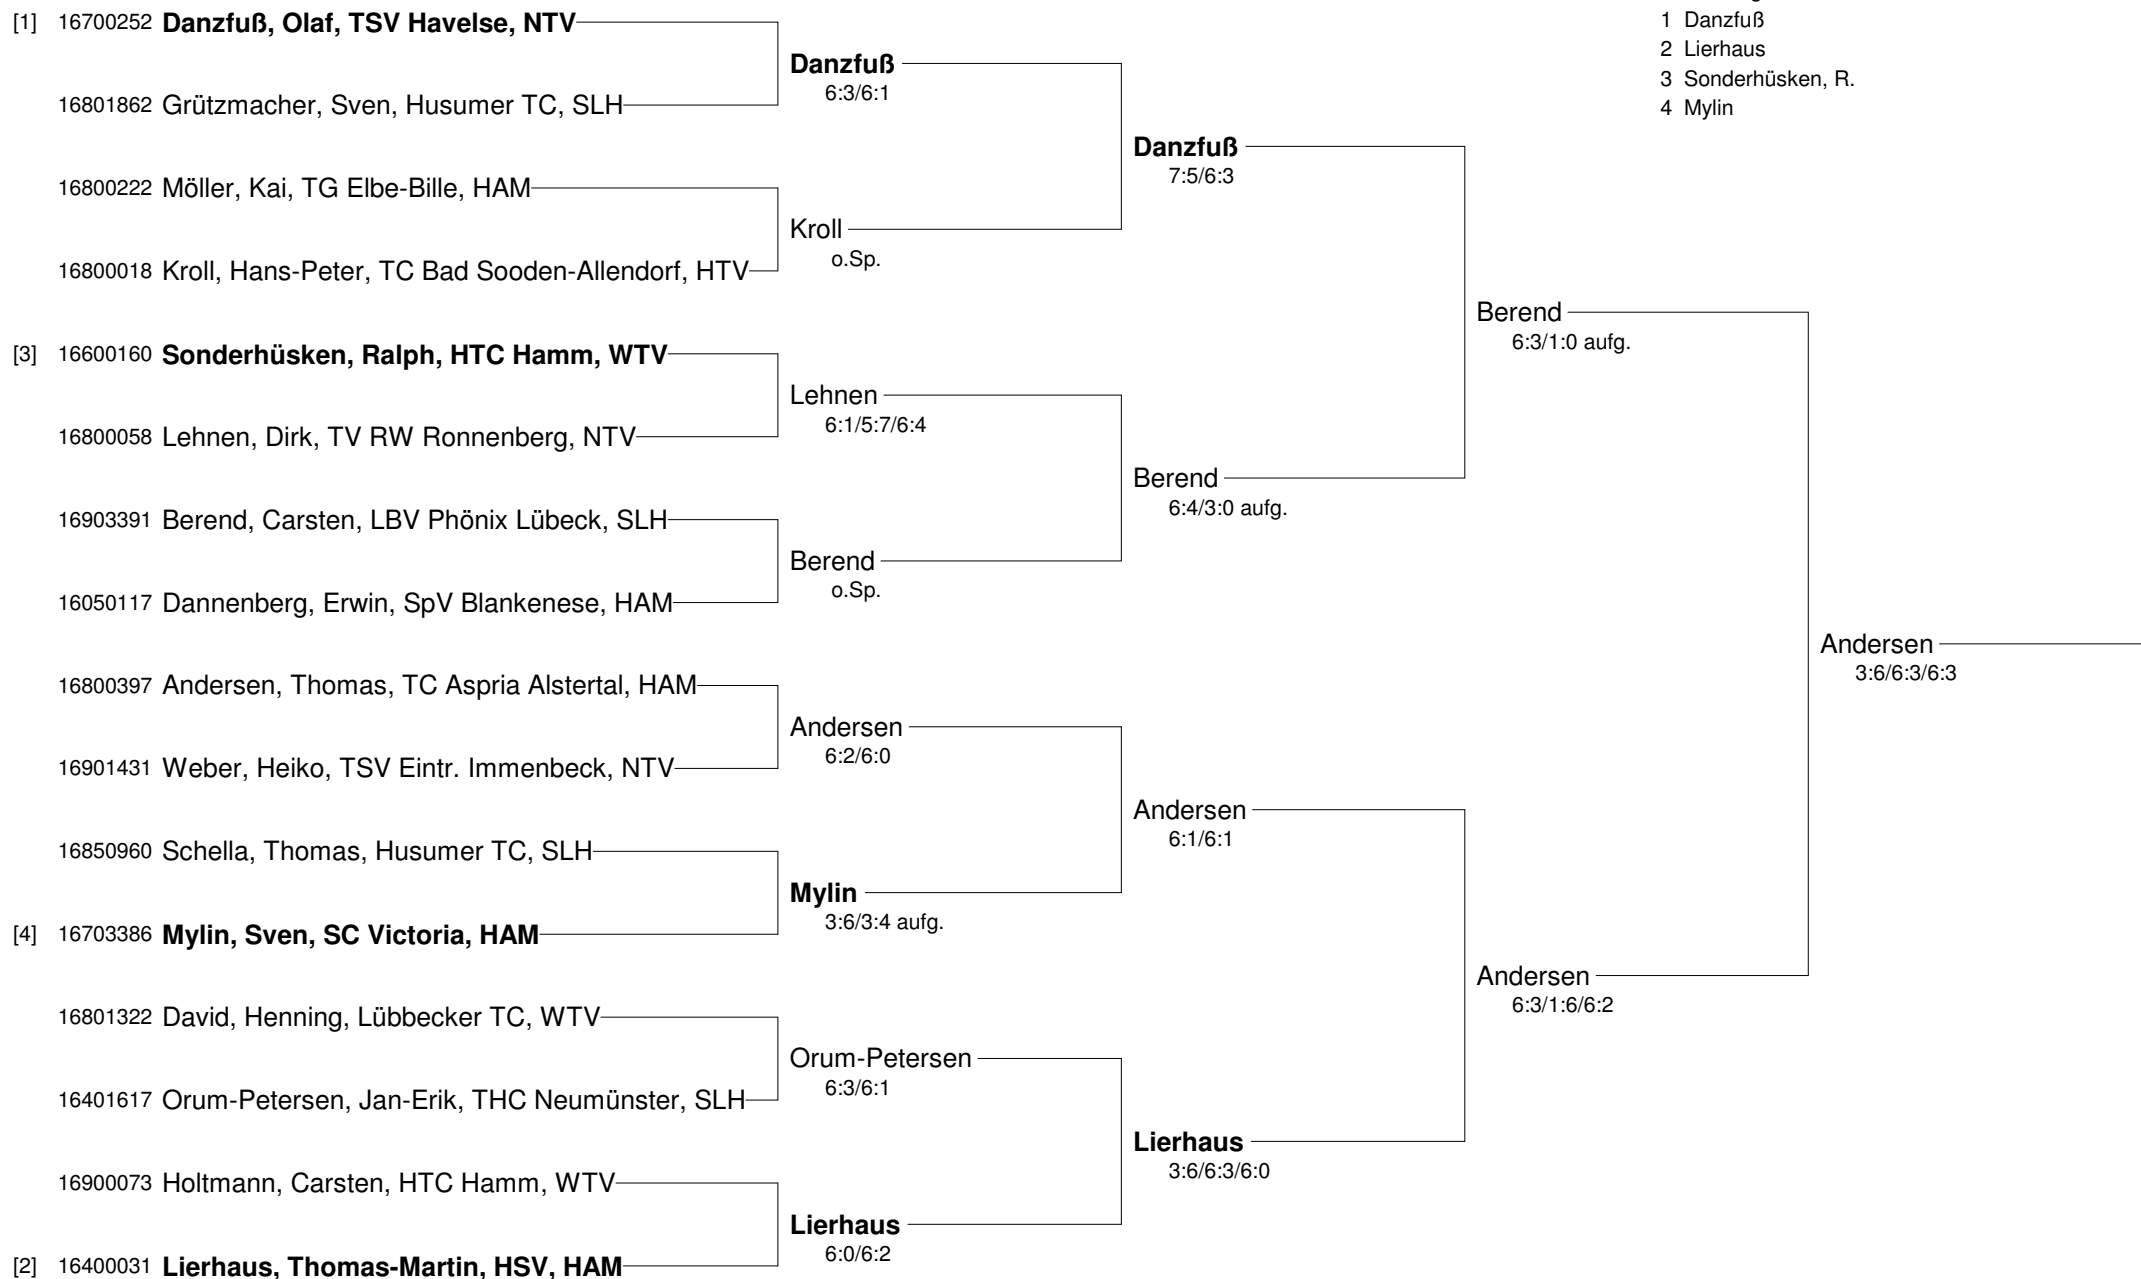 1 Danzfuß
2 Lierhaus
3 Sonderhüsken, R.
4 Mylin
[1] 16700252 Danzfuß, Olaf, TSV Havelse, NTV
Danzfuß
6:3/6:1
16801862 Grützmacher, Sven, Husumer TC, SLH
Danzfuß
7:5/6:3
16800222 Möller, Kai, TG Elbe-Bille, HAM
Kroll
o.Sp.
16800018 Kroll, Hans-Peter, TC Bad Sooden-Allendorf, HTV
Berend
6:3/1:0 aufg.
[3] 16600160 Sonderhüsken, Ralph, HTC Hamm, WTV
Lehnen
6:1/5:7/6:4
16800058 Lehnen, Dirk, TV RW Ronnenberg, NTV
Berend
6:4/3:0 aufg.
16903391 Berend, Carsten, LBV Phönix Lübeck, SLH
Berend
o.Sp.
16050117 Dannenberg, Erwin, SpV Blankenese, HAM
Andersen
3:6/6:3/6:3
16800397 Andersen, Thomas, TC Aspria Alstertal, HAM
Andersen
6:2/6:0
16901431 Weber, Heiko, TSV Eintr. Immenbeck, NTV
Andersen
6:1/6:1
16850960 Schella, Thomas, Husumer TC, SLH
Mylin
3:6/3:4 aufg.
[4] 16703386 Mylin, Sven, SC Victoria, HAM
Andersen
6:3/1:6/6:2
16801322 David, Henning, Lübbecker TC, WTV
Orum-Petersen
6:3/6:1
16401617 Orum-Petersen, Jan-Erik, THC Neumünster, SLH
Lierhaus
3:6/6:3/6:0
16900073 Holtmann, Carsten, HTC Hamm, WTV
Lierhaus
6:0/6:2
[2] 16400031 Lierhaus, Thomas-Martin, HSV, HAM